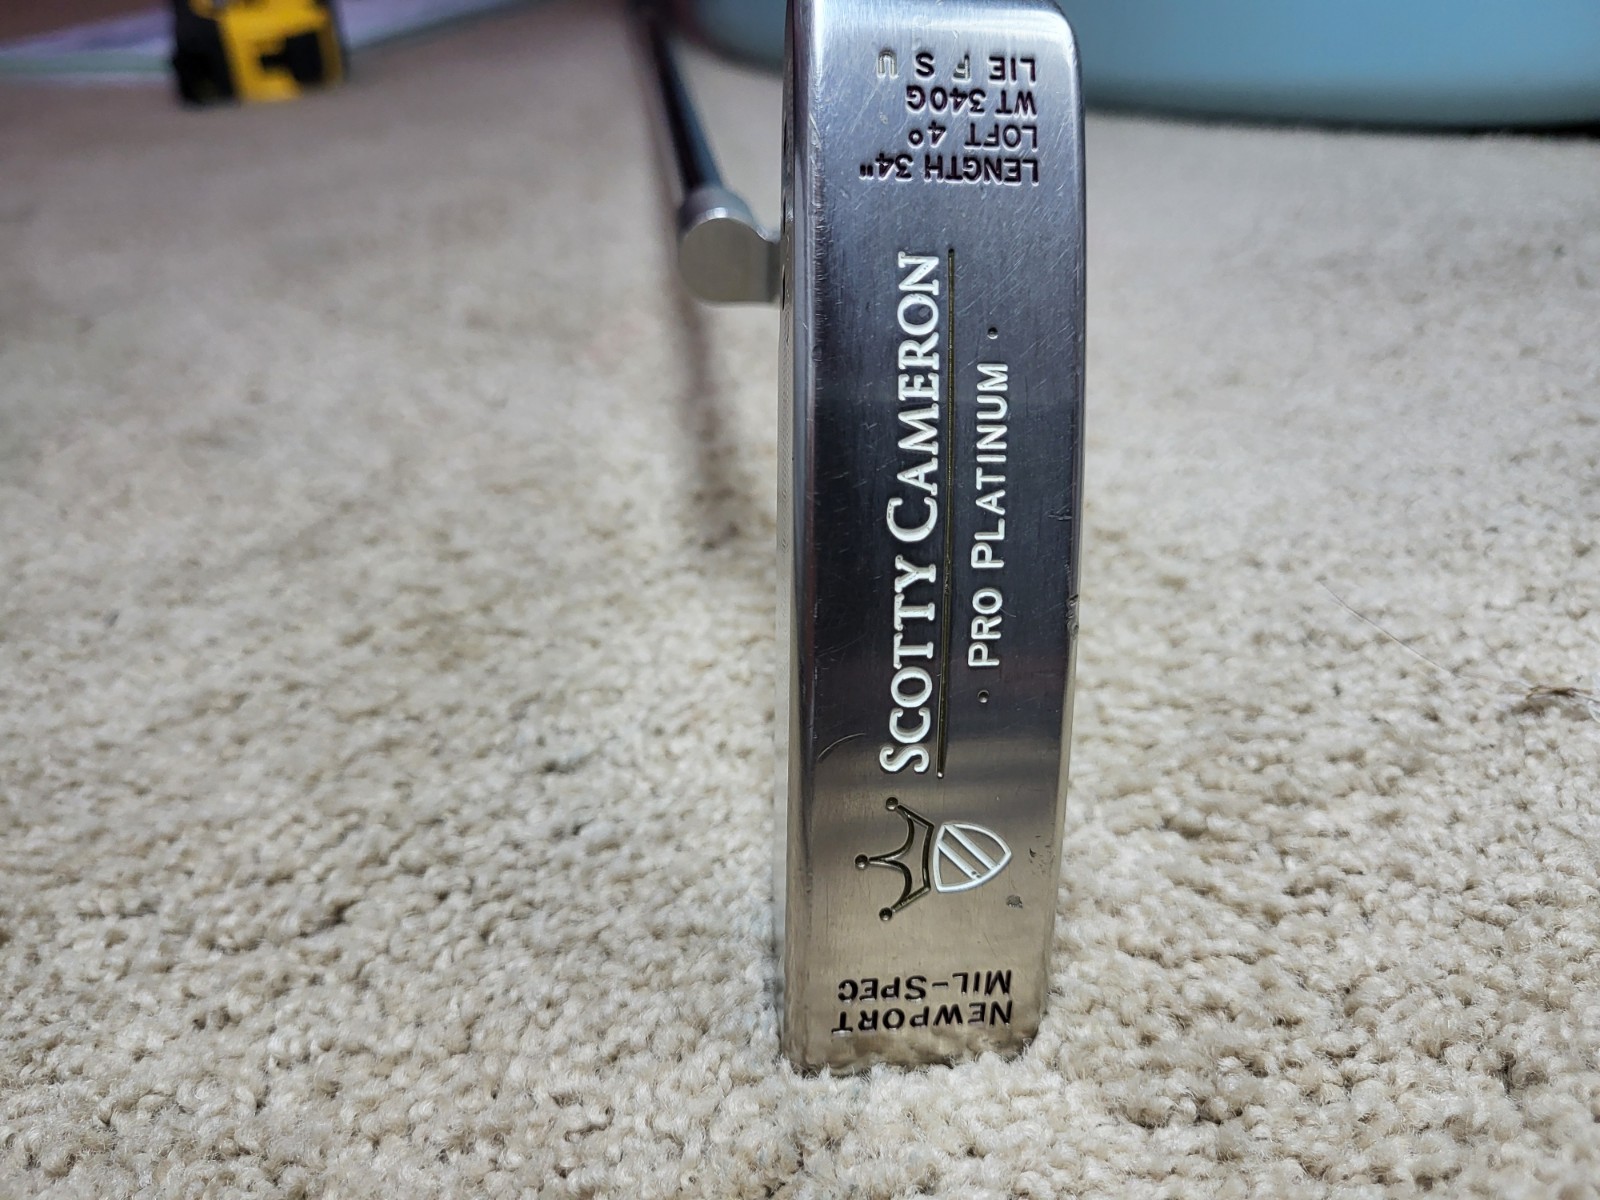 LENGTH 34"
LOFT 4°
WT 340G
LIE F S U
SCOTTY CAMERON
· PRO PLATINUM ·
NEWPORT
MIL-SPEC